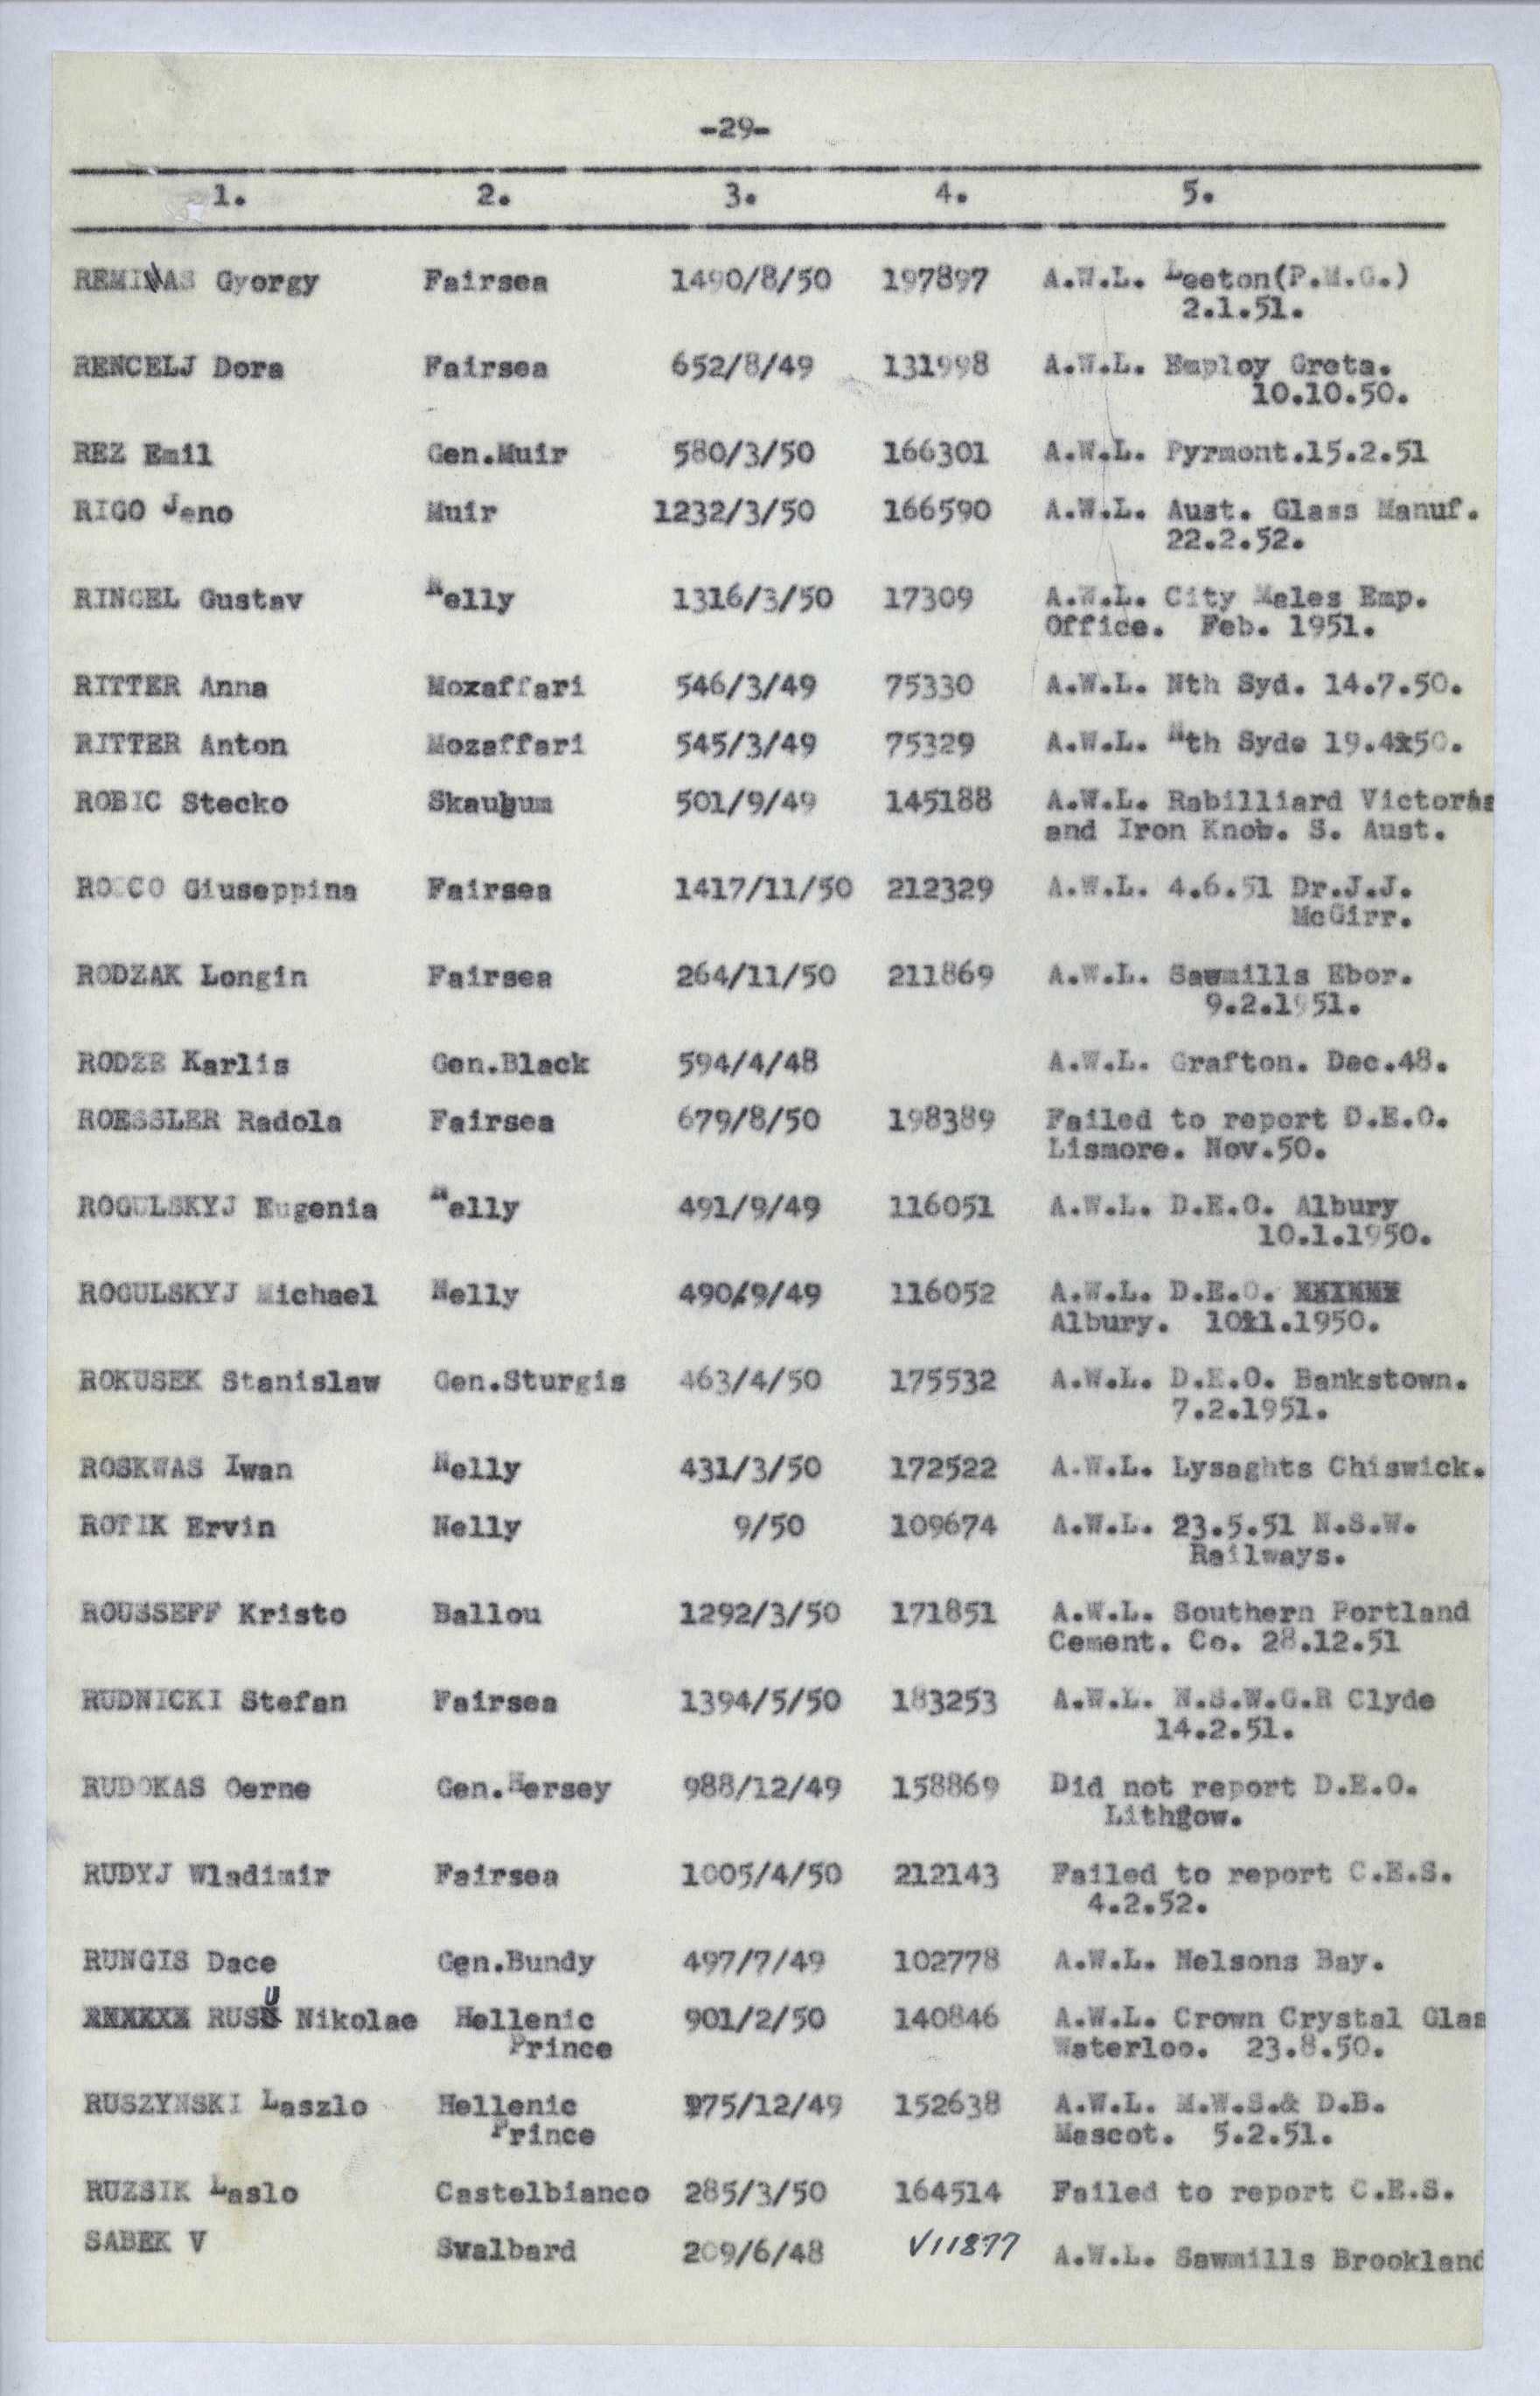 -29-
1. 2. 3. 4. 5.
REMINAS Gyorgy Fairsea 1490/8/50 197897 A.W.L. Leeton(P.M.G.)
2.1.51.
RENCELJ Dora Fairsea 652/8/49 131998 A.W.L. Employ Greta.
10.10.50.
REZ Emil Gen.Muir 580/3/50 166301 A.W.L. Pyrmont.15.2.51
RIGO Jeno Muir 1232/3/50 166590 A.W.L. Aust. Glass Manuf.
22.2.52.
RINGEL Gustav Nelly 1316/3/50 17309 A.W.L. City Males Emp.
Office. Feb. 1951.
RITTER Anna Moxaffari 546/3/49 75330 A.W.L. Nth Syd. 14.7.50.
RITTER Anton Mozaffari 545/3/49 75329 A.W.L. Nth Syde 19.4x50.
ROBIC Stecko Skaubum 501/9/49 145188 A.W.L. Rabilliard Victoria
and Iron Knob. S. Aust.
ROCCO Giuseppina Fairsea 1417/11/50 212329 A.W.L. 4.6.51 Dr.J.J.
McGirr.
RODZAK Longin Fairsea 264/11/50 211869 A.W.L. Sawmills Ebor.
9.2.1951.
RODZE Karlis Gen.Black 594/4/48 A.W.L. Grafton. Dec.48.
ROESSLER Radola Fairsea 679/8/50 198389 Failed to report D.E.O.
Lismore. Nov.50.
ROGULSKYJ Eugenia Nelly 491/9/49 116051 A.W.L. D.E.O. Albury
10.1.1950.
ROGULSKYJ Michael Nelly 490/9/49 116052 A.W.L. D.E.O.
Albury. 10.1.1950.
ROKUSEK Stanislaw Gen.Sturgis 463/4/50 175532 A.W.L. D.E.O. Bankstown.
7.2.1951.
ROSKWAS Iwan Nelly 431/3/50 172522 A.W.L. Lysaghts Chiswick.
ROTIK Ervin Nelly 9/50 109674 A.W.L. 23.5.51 N.S.W.
Railways.
ROUSSEFF Kristo Ballou 1292/3/50 171851 A.W.L. Southern Portland
Cement. Co. 28.12.51
RUDNICKI Stefan Fairsea 1394/5/50 183253 A.W.L. N.S.W.G.R Clyde
14.2.51.
RUDOKAS Oerne Gen.Hersey 988/12/49 158869 Did not report D.E.O.
Lithgow.
RUDYJ Wladimir Fairsea 1005/4/50 212143 Failed to report C.E.S.
4.2.52.
RUNGIS Dace Gen.Bundy 497/7/49 102778 A.W.L. Nelsons Bay.
RUSU Nikolae Hellenic 901/2/50 140846 A.W.L. Crown Crystal Glas
Prince Waterloo. 23.8.50.
RUSZYNSKI Laszlo Hellenic 975/12/49 152638 A.W.L. M.W.S.& D.B.
Prince Mascot. 5.2.51.
RUZSIK Laslo Castelbianco 285/3/50 164514 Failed to report C.E.S.
SABEK V Svalbard 209/6/48 V11877 A.W.L. Sawmills Brookland